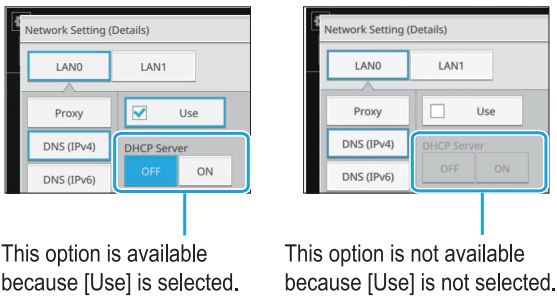 Network Setting (Details)
LAN0 LAN1
Proxy Use
DNS (IPv4) DHCP Server
OFF ON
DNS (IPv6)
This option is available
because [Use] is selected.
Network Setting (Details)
LAN0 LAN1
Proxy Use
DNS (IPv4) DHCP Server
OFF ON
DNS (IPv6)
This option is not available
because [Use] is not selected.